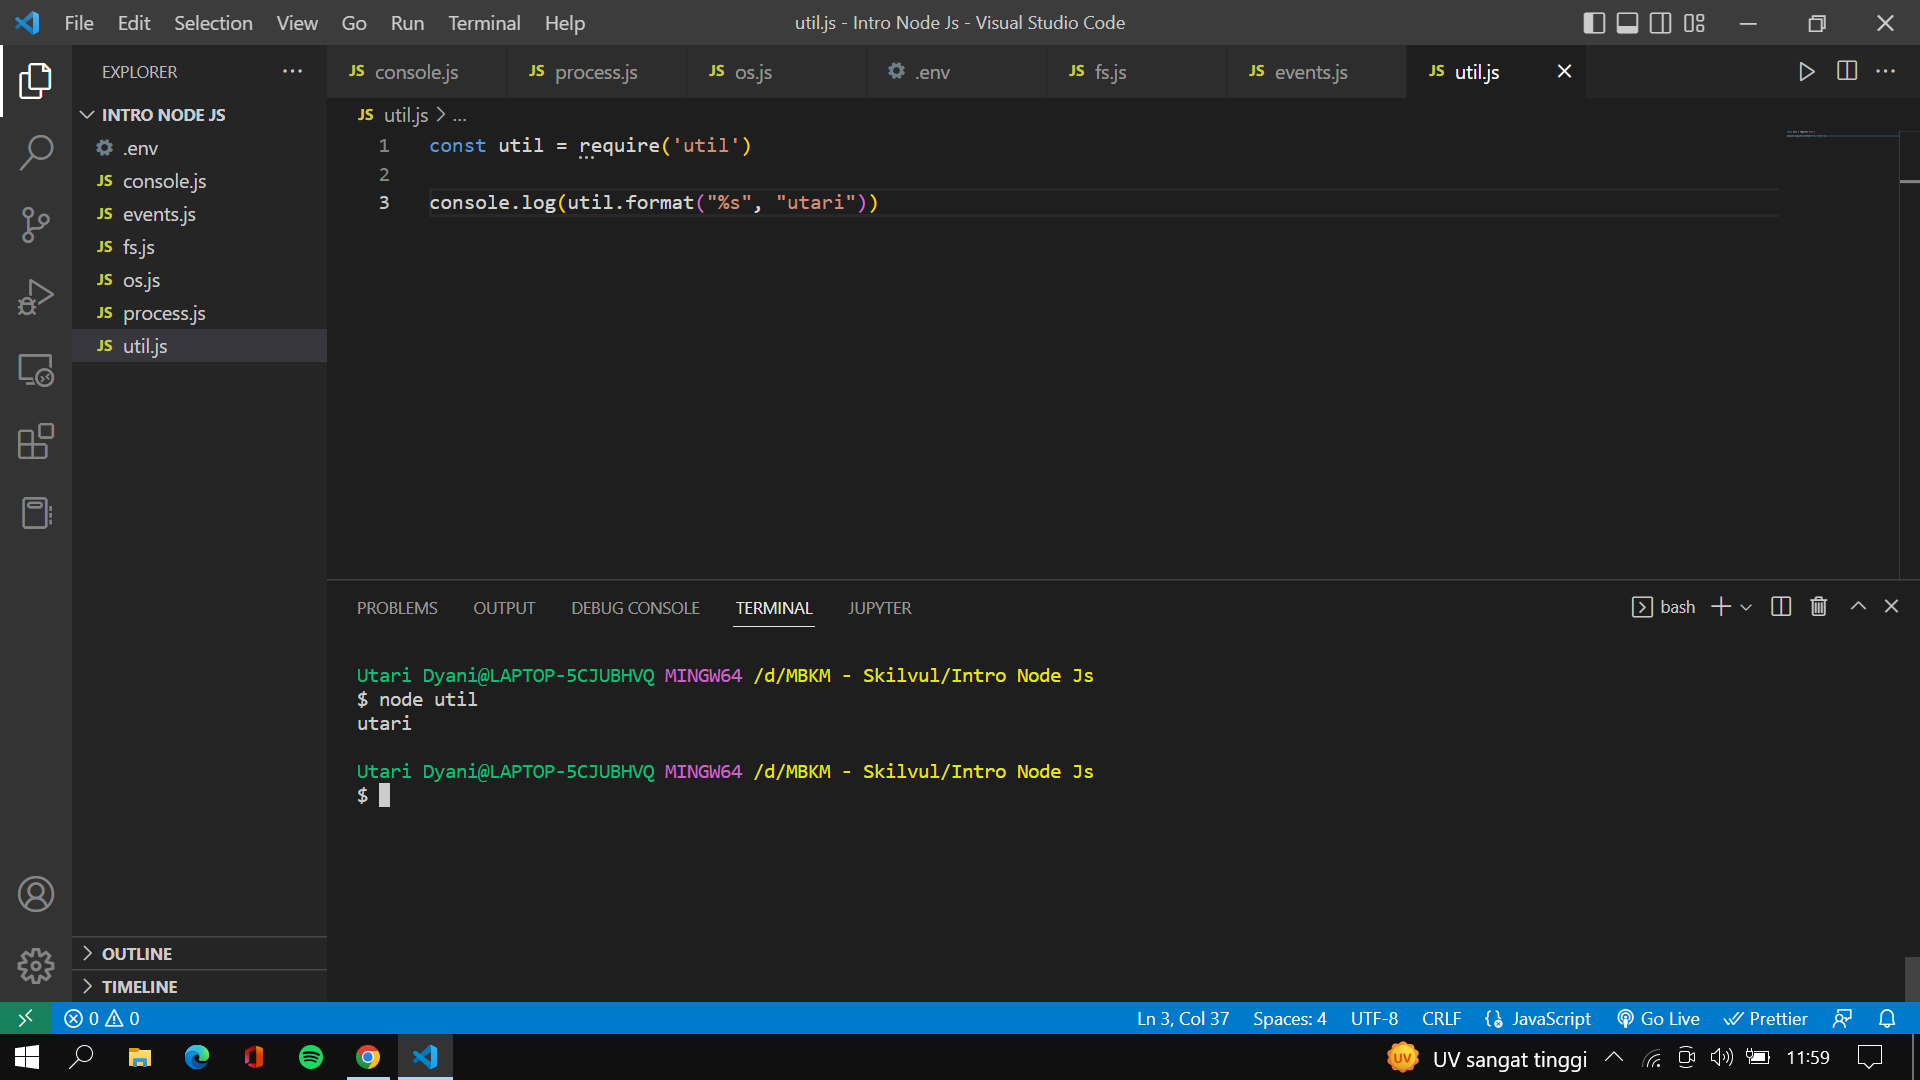 File Edit Selection View Go Run Terminal Help
util.js - Intro Node Js - Visual Studio Code
EXPLORER
INTRO NODE JS
.env
JS console.js
JS events.js
JS fs.js
JS os.js
JS process.js
JS util.js
OUTLINE
TIMELINE
JS console.js JS process.js JS os.js .env JS fs.js JS events.js JS util.js
JS util.js > ...
1 const util = require('util')
2
3 console.log(util.format("%s", "utari"))
PROBLEMS OUTPUT DEBUG CONSOLE TERMINAL JUPYTER
bash
Utari Dyani@LAPTOP-5CJUBHVQ MINGW64 /d/MBKM - Skilvul/Intro Node Js
$ node util
utari
Utari Dyani@LAPTOP-5CJUBHVQ MINGW64 /d/MBKM - Skilvul/Intro Node Js
$
0 0 Ln 3, Col 37 Spaces: 4 UTF-8 CRLF JavaScript Go Live Prettier
UV UV sangat tinggi 11:59